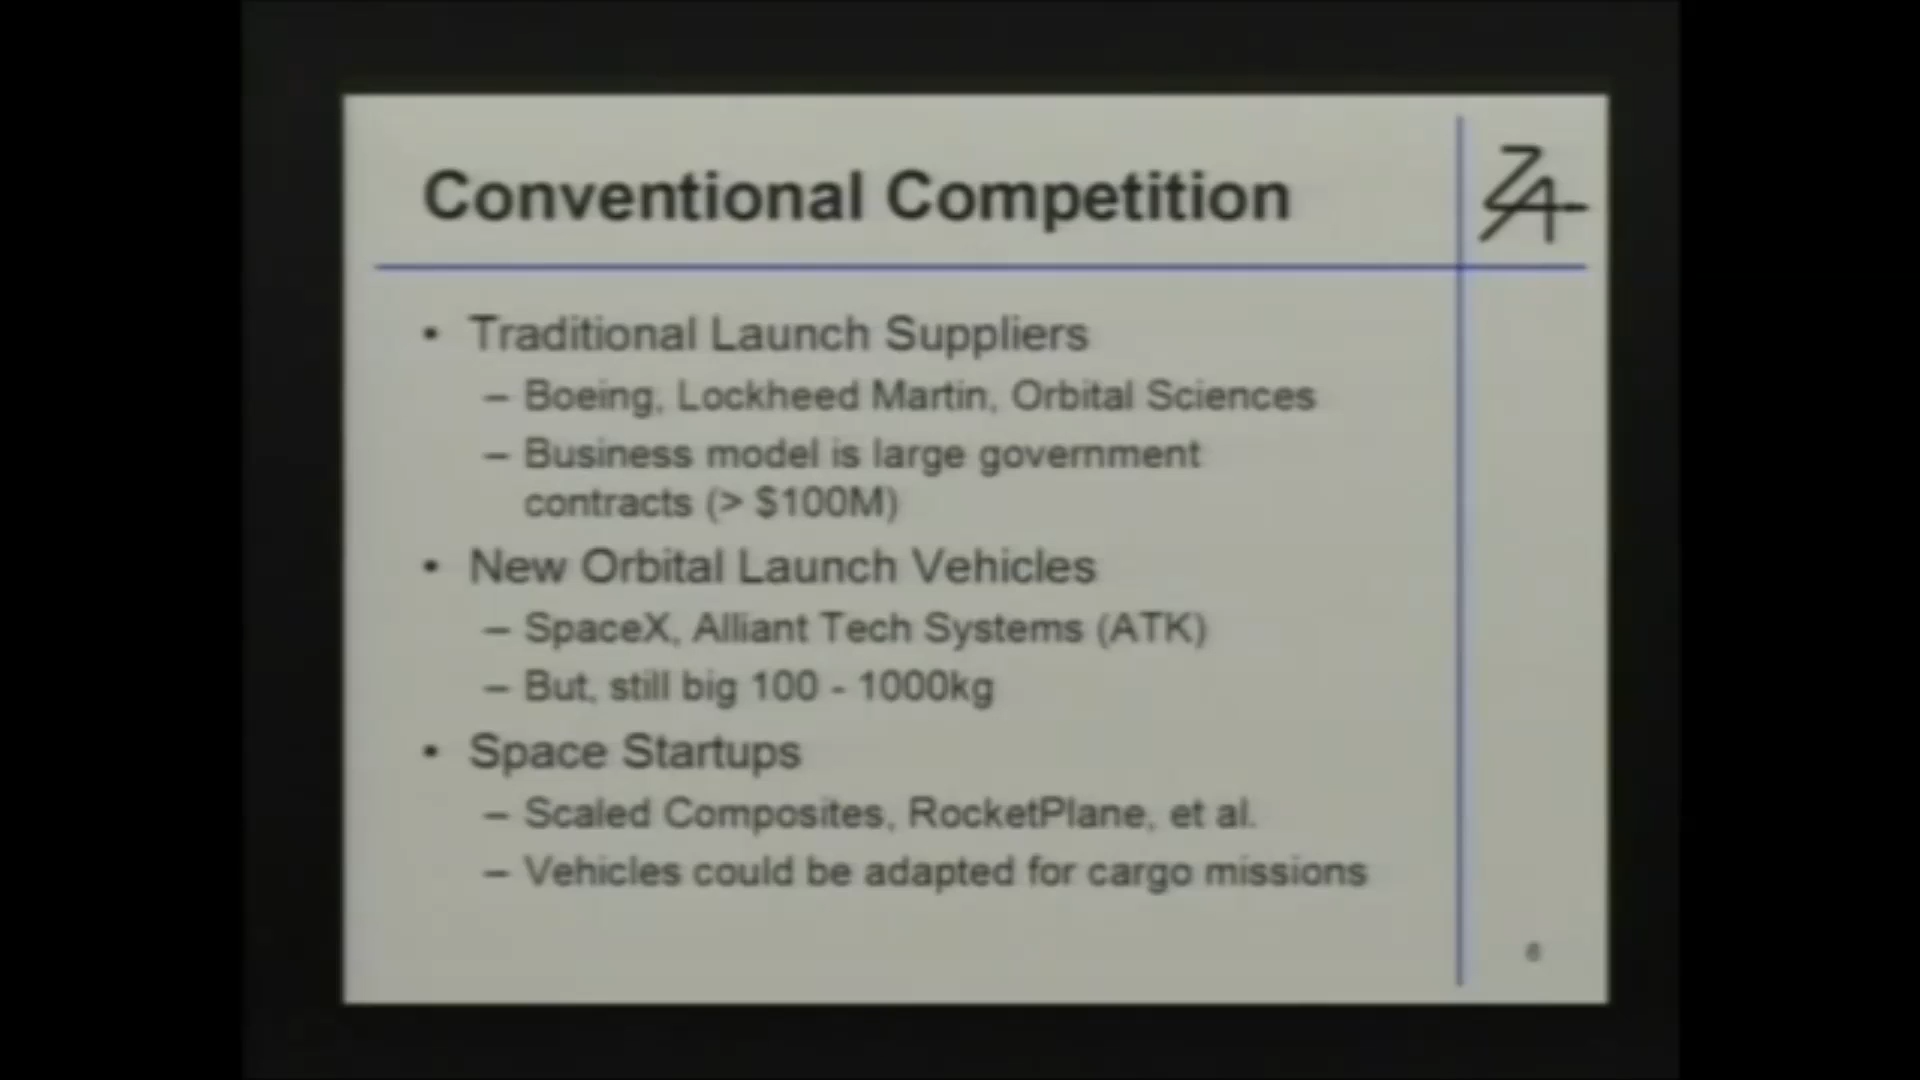 Conventional Competition
ZA
• Traditional Launch Suppliers
– Boeing, Lockheed Martin, Orbital Sciences
– Business model is large government
contracts (> $100M)
• New Orbital Launch Vehicles
– SpaceX, Alliant Tech Systems (ATK)
– But, still big 100 - 1000kg
• Space Startups
– Scaled Composites, RocketPlane, et al.
– Vehicles could be adapted for cargo missions
6